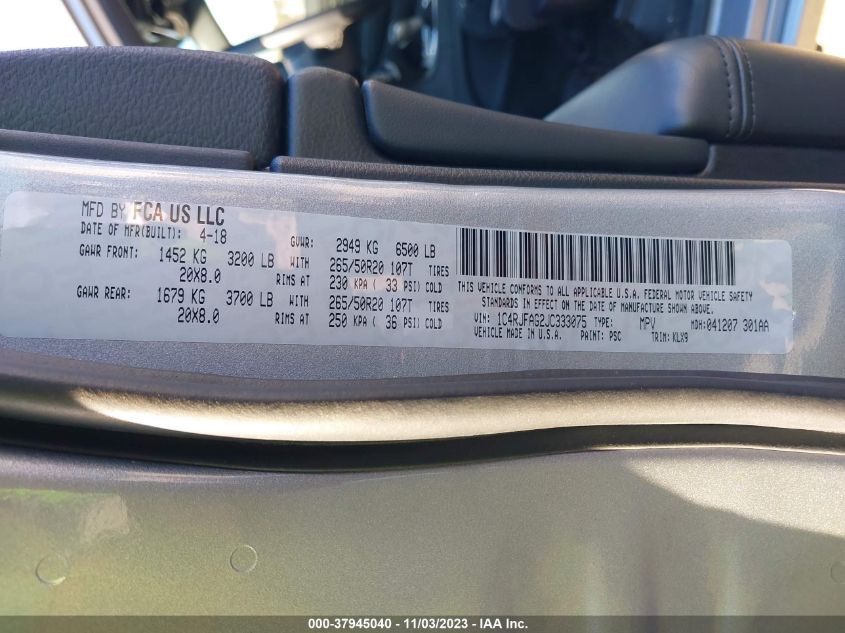 MFD BY FCA US LLC
DATE OF MFR(BUILT): 4-18 GVWR: 2949 KG 6500 LB
GAWR FRONT: 1452 KG 3200 LB WITH 265/50R20 107T TIRES
20X8.0 RIMS AT 230 KPA ( 33 PSI) COLD
GAWR REAR: 1679 KG 3700 LB WITH 265/50R20 107T TIRES
20X8.0 RIMS AT 250 KPA ( 36 PSI) COLD
THIS VEHICLE CONFORMS TO ALL APPLICABLE U.S.A. FEDERAL MOTOR VEHICLE SAFETY
STANDARDS IN EFFECT ON THE DATE OF MANUFACTURE SHOWN ABOVE.
VIN: 1C4RJFAG2JC333075 TYPE: MPV MDH:041207 301AA
VEHICLE MADE IN U.S.A. PAINT: PSC TRIM: KLX9
000-37945040 - 11/03/2023 - IAA Inc.